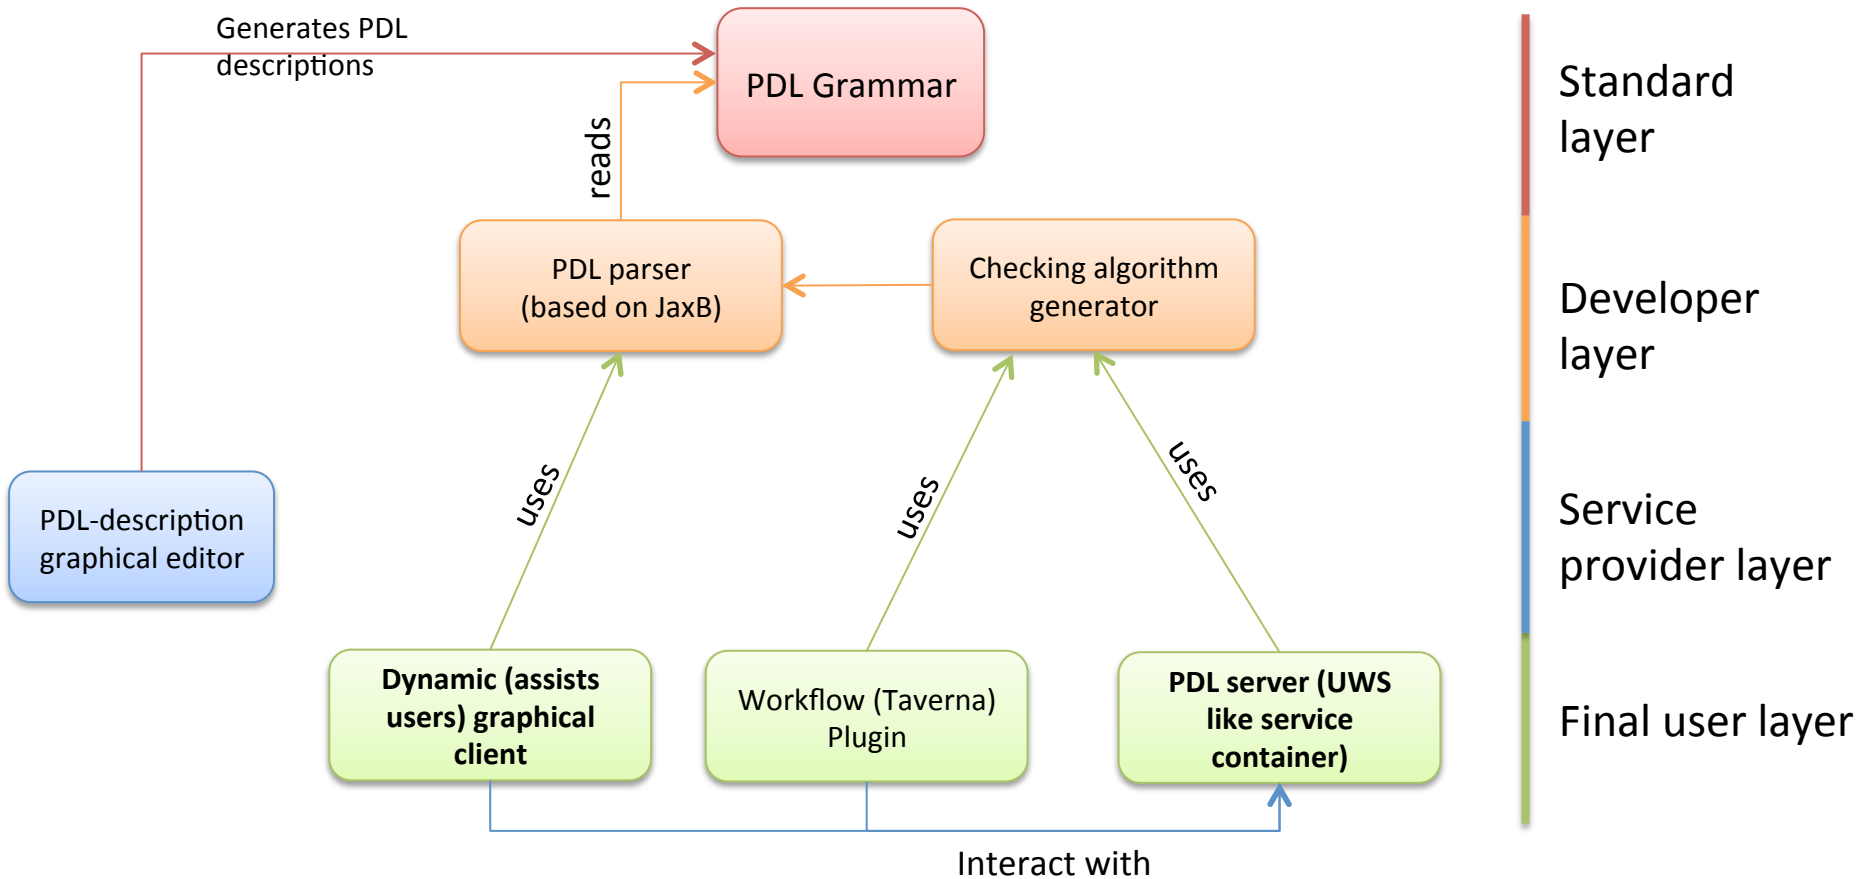 Generates PDL
descriptions
PDL Grammar
reads
PDL parser
(based on JaxB)
Checking algorithm
generator
uses
uses
uses
PDL-description
graphical editor
Dynamic (assists
users) graphical
client
Workflow (Taverna)
Plugin
PDL server (UWS
like service
container)
Interact with
Standard
layer
Developer
layer
Service
provider layer
Final user layer